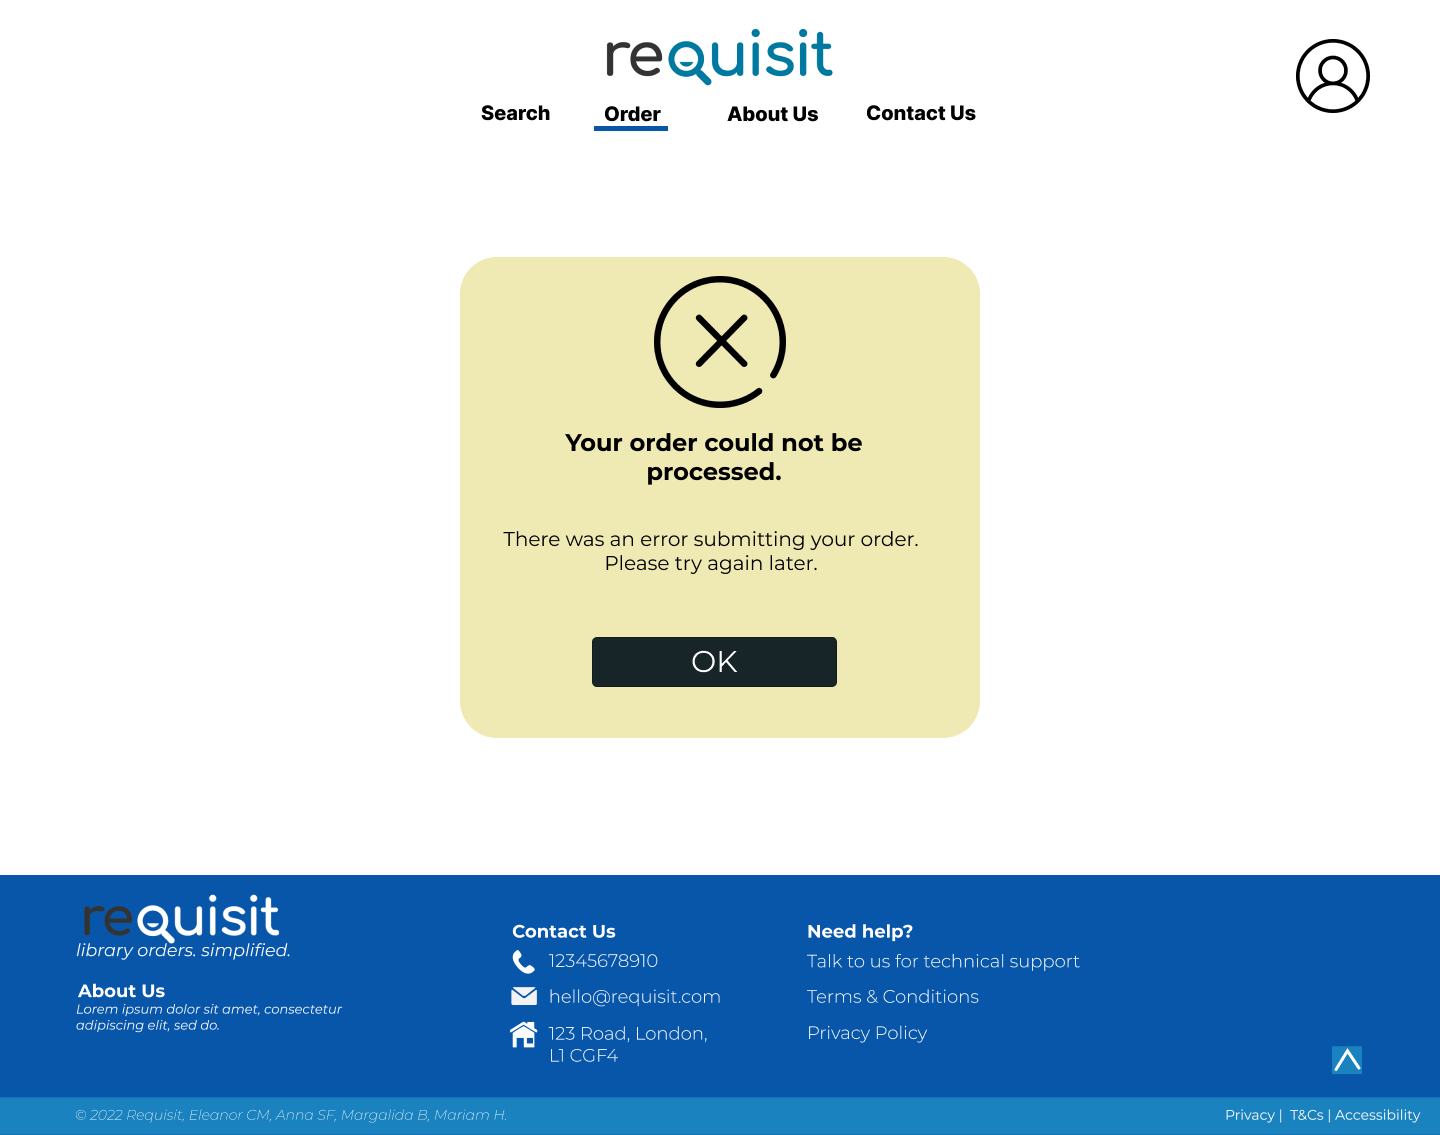 requisit
Search Order About Us Contact Us
Your order could not be
processed.
There was an error submitting your order.
Please try again later.
OK
requisit
library orders. simplified.
About Us
Lorem ipsum dolor sit amet, consectetur
adipiscing elit, sed do.
Contact Us
12345678910
hello@requisit.com
123 Road, London,
L1 CGF4
Need help?
Talk to us for technical support
Terms & Conditions
Privacy Policy
© 2022 Requisit, Eleanor CM, Anna SF, Margalida B, Mariam H.
Privacy | T&Cs | Accessibility